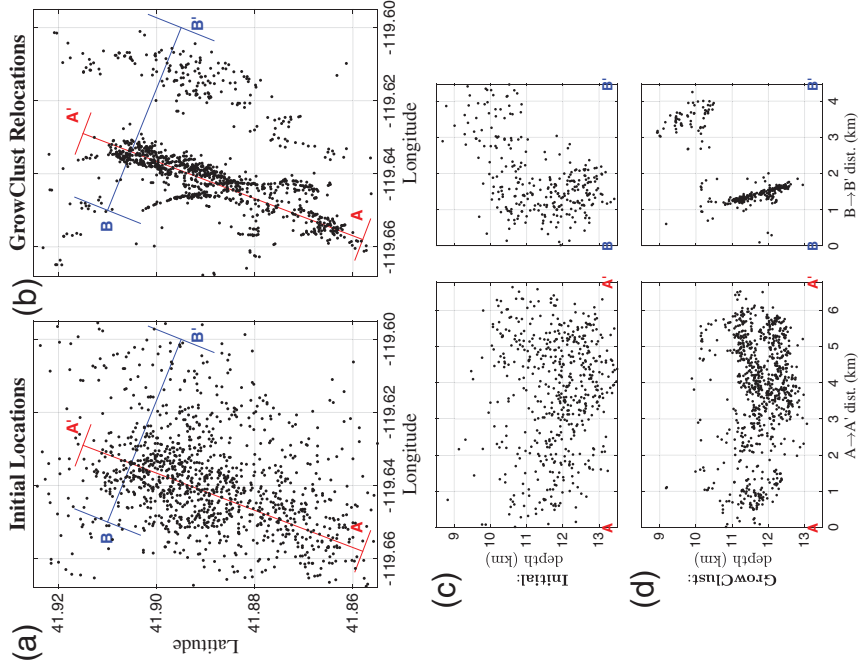 (a)
Initial Locations
A'
B
B'
A
41.92
41.90
41.88
41.86
Latitude
-119.66
-119.64
-119.62
-119.60
Longitude
(b)
GrowClust Relocations
A'
B
B'
A
-119.66
-119.64
-119.62
-119.60
Longitude
(c)
Initial:
depth (km)
9
10
11
12
13
A
A'
B
B'
(d)
GrowClust:
depth (km)
9
10
11
12
13
A
A'
0
1
2
3
4
5
6
A→A' dist. (km)
B
B'
0
1
2
3
4
B→B' dist. (km)